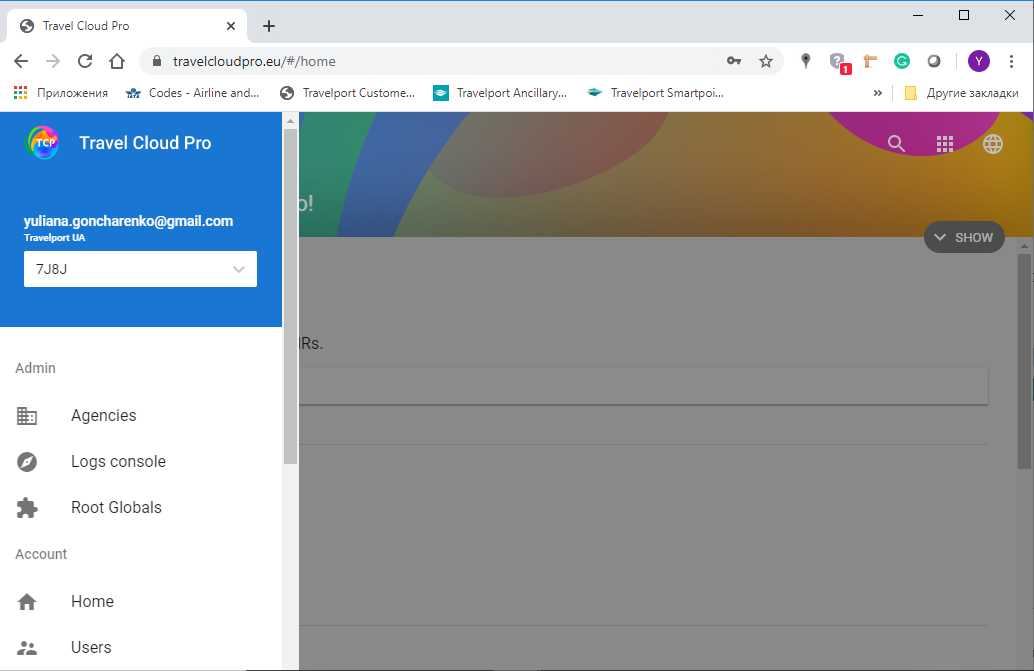 Travel Cloud Pro
travelcloudpro.eu/#/home
1
Y
Приложения
Codes - Airline and...
Travelport Custome...
Travelport Ancillary...
Travelport Smartpoi...
»
Другие закладки
TCP
Travel Cloud Pro
o!
yuliana.goncharenko@gmail.com
Travelport UA
7J8J
SHOW
IRs.
Admin
Agencies
Logs console
Root Globals
Account
Home
Users